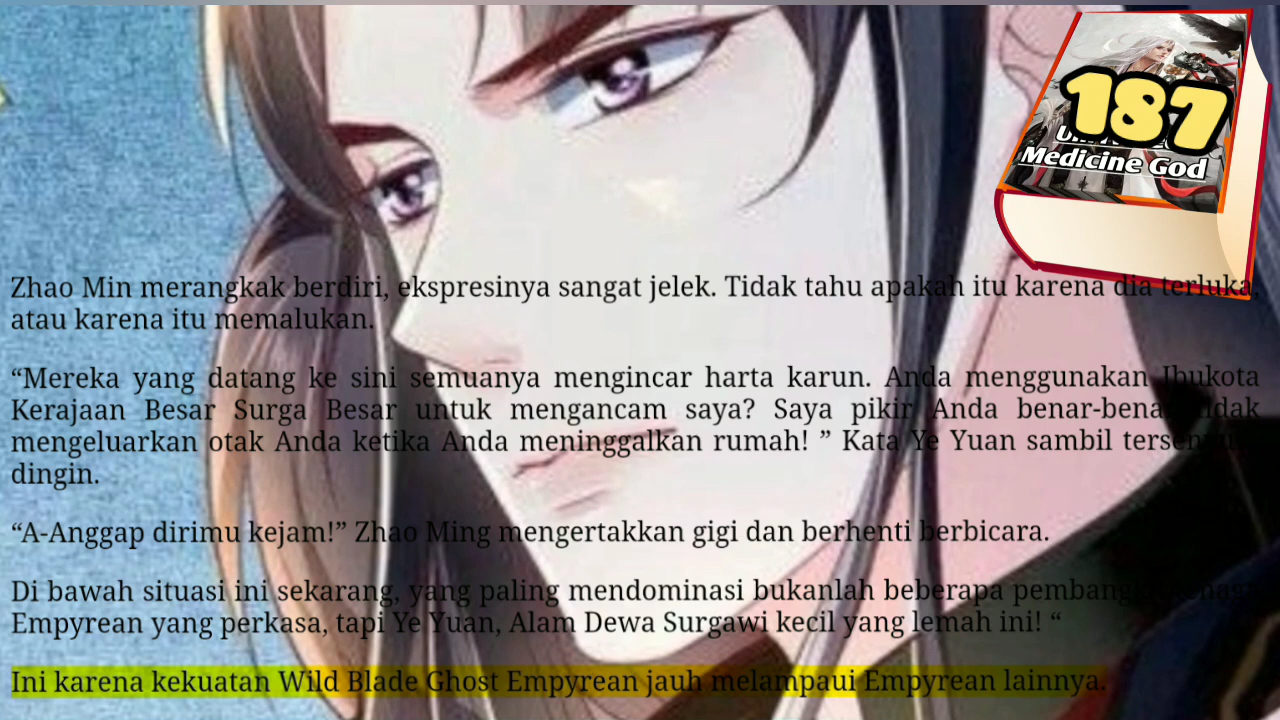 187
Medicine God
Zhao Min merangkak berdiri, ekspresinya sangat jelek. Tidak tahu apakah itu karena dia terluka,
atau karena itu memalukan.
“Mereka yang datang ke sini semuanya mengincar harta karun. Anda menggunakan Ibukota
Kerajaan Besar Surga Besar untuk mengancam saya? Saya pikir Anda benar-benar tidak
mengeluarkan otak Anda ketika Anda meninggalkan rumah! ” Kata Ye Yuan sambil
dingin.
“A-Anggap dirimu kejam!” Zhao Ming mengertakkan gigi dan berhenti berbicara.
Di bawah situasi ini sekarang, yang paling mendominasi bukanlah beberapa pembangkit tenaga
Empyrean yang perkasa, tapi Ye Yuan, Alam Dewa Surgawi kecil yang lemah ini! “
Ini karena kekuatan Wild Blade Ghost Empyrean jauh melampaui Empyrean lainnya.